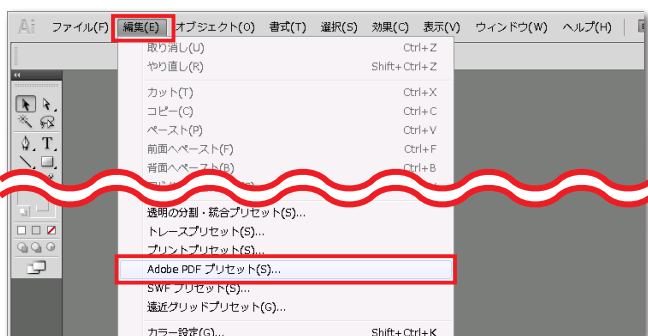 Ai ファイル(F) 編集(E) オブジェクト(O) 書式(T) 選択(S) 効果(C) 表示(V) ウィンドウ(W) ヘルプ(H)
取り消し(U) Ctrl+Z
やり直し(R) Shift+Ctrl+Z
カット(T) Ctrl+X
コピー(C) Ctrl+C
ペースト(P) Ctrl+V
前面へペースト(F) Ctrl+F
背面へペースト(B) Ctrl+B
透明の分割・統合プリセット(S)...
トレースプリセット(S)...
プリントプリセット(S)...
Adobe PDF プリセット(S)...
SWF プリセット(S)...
遠近グリッドプリセット(G)...
カラー設定(G)... Shift+Ctrl+K